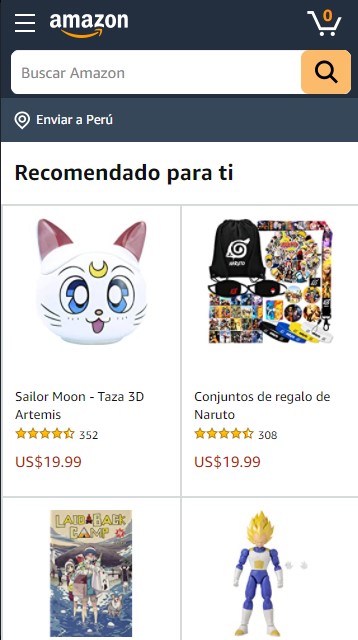 amazon
0
Buscar Amazon
Enviar a Perú
Recomendado para ti
NARUTO
Sailor Moon - Taza 3D
Artemis
352
US$19.99
Conjuntos de regalo de
Naruto
308
US$19.99
LAID BACK
CAMP